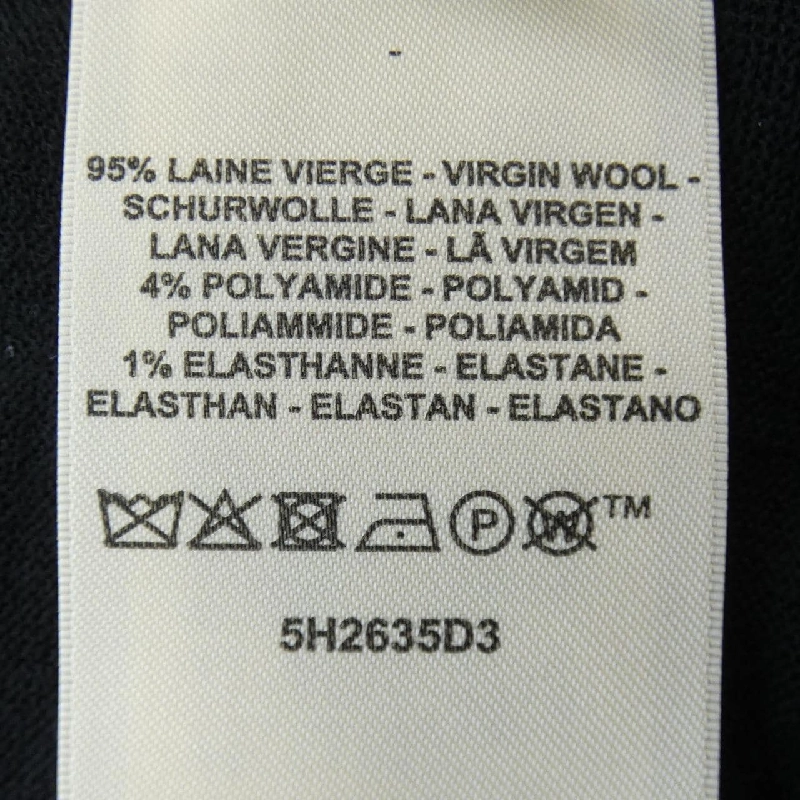 -
95% LAINE VIERGE - VIRGIN WOOL -
SCHURWOLLE - LANA VIRGEN -
LANA VERGINE - LÃ VIRGEM
4% POLYAMIDE - POLYAMID -
POLIAMMIDE - POLIAMIDA
1% ELASTHANNE - ELASTANE -
ELASTHAN - ELASTAN - ELASTANO
P W TM
5H2635D3